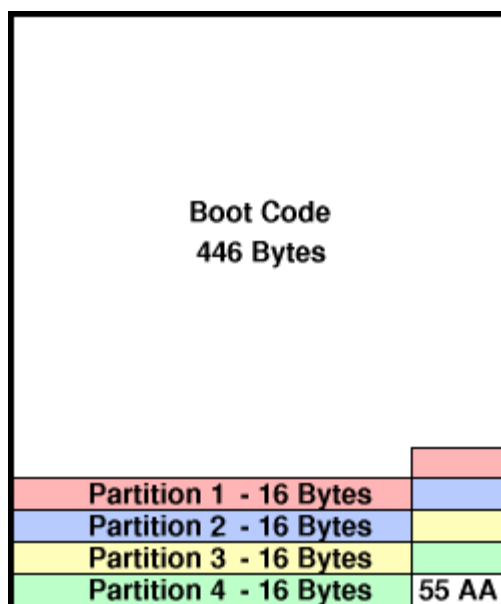 Boot Code
446 Bytes
Partition 1 - 16 Bytes
Partition 2 - 16 Bytes
Partition 3 - 16 Bytes
Partition 4 - 16 Bytes 55 AA